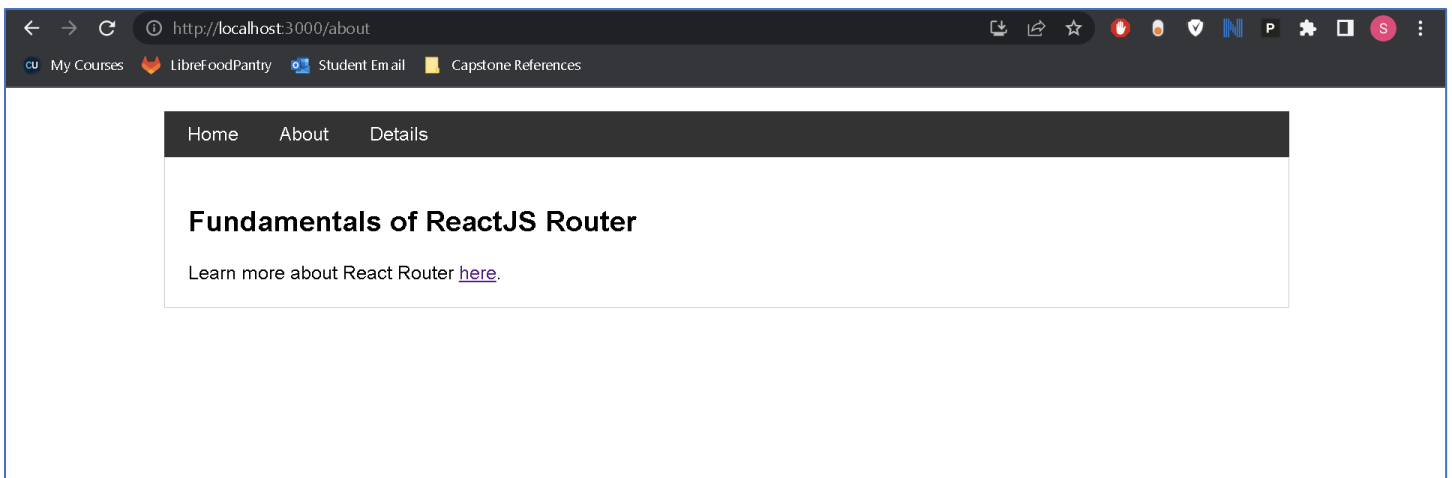 http://localhost:3000/about
P
S
CU My Courses LibreFoodPantry Student Email Capstone References
Home About Details
Fundamentals of ReactJS Router
Learn more about React Router here.